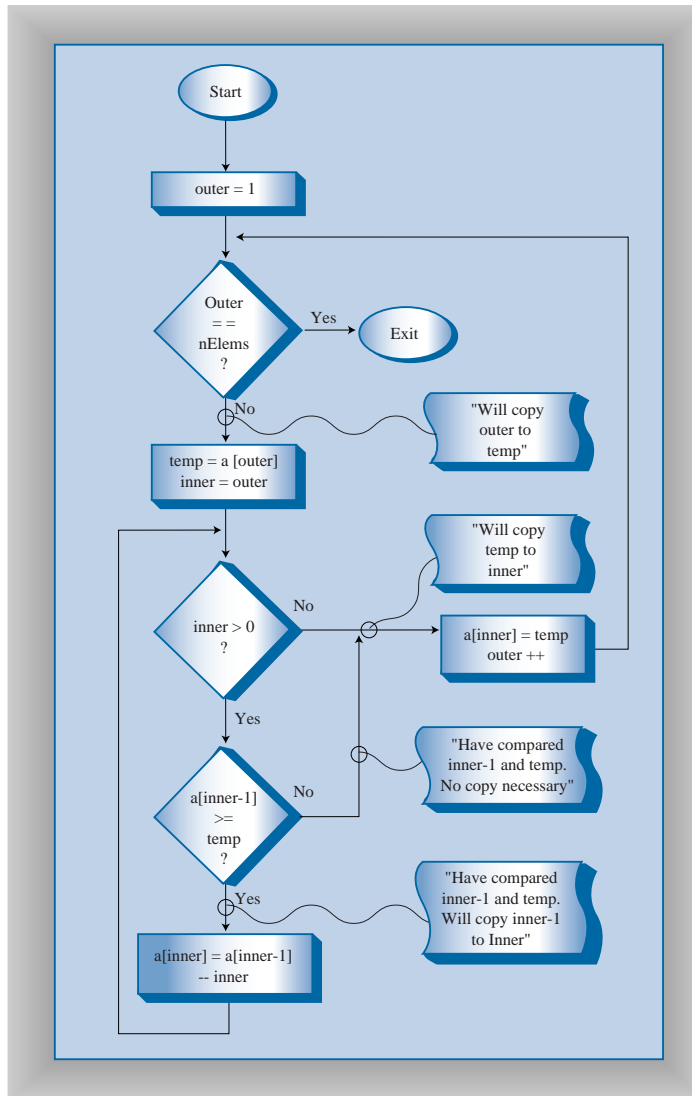 Start
outer = 1
Outer
= =
nElems
?
Yes
Exit
No
"Will copy
outer to
temp"
temp = a [outer]
inner = outer
"Will copy
temp to
inner"
inner > 0
?
No
a[inner] = temp
outer ++
Yes
"Have compared
inner-1 and temp.
No copy necessary"
a[inner-1]
>=
temp
?
No
Yes
"Have compared
inner-1 and temp.
Will copy inner-1
to Inner"
a[inner] = a[inner-1]
-- inner